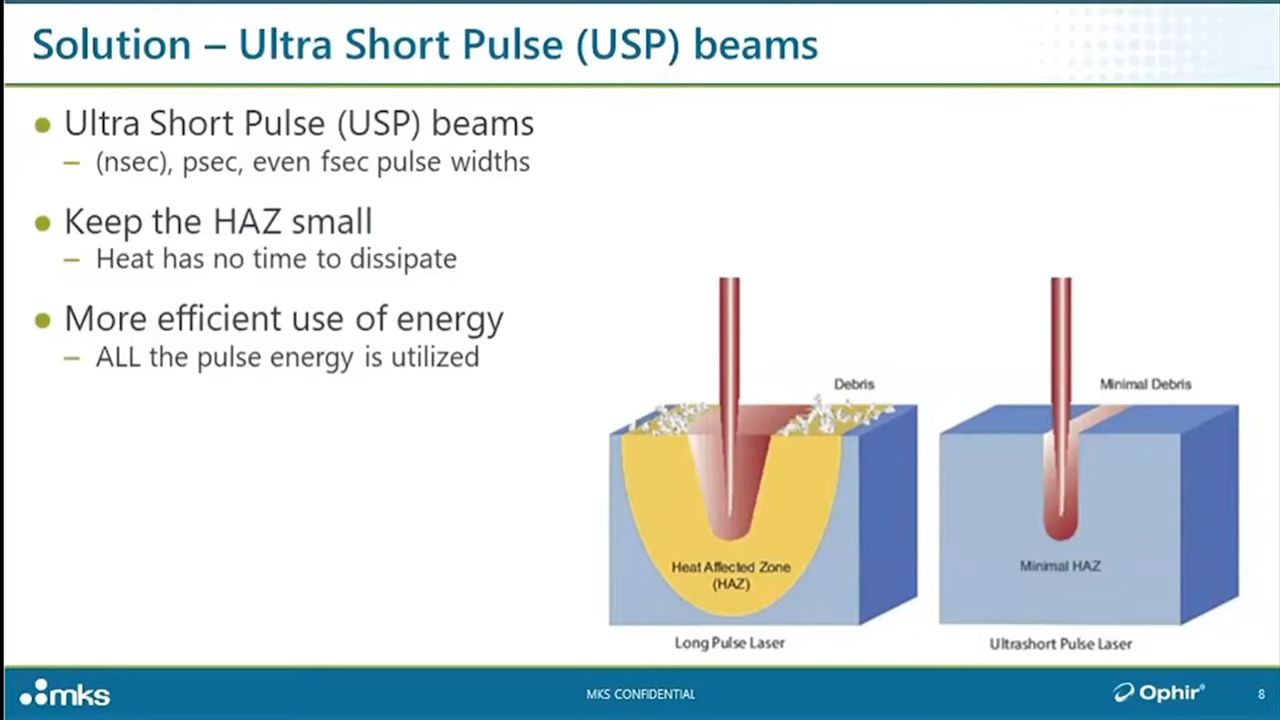 Solution – Ultra Short Pulse (USP) beams
Ultra Short Pulse (USP) beams
– (nsec), psec, even fsec pulse widths
Keep the HAZ small
– Heat has no time to dissipate
More efficient use of energy
– ALL the pulse energy is utilized
Debris
Minimal Debris
Heat Affected Zone
(HAZ)
Minimal HAZ
Long Pulse Laser
Ultrashort Pulse Laser
mks
MKS CONFIDENTIAL
Ophir®
8